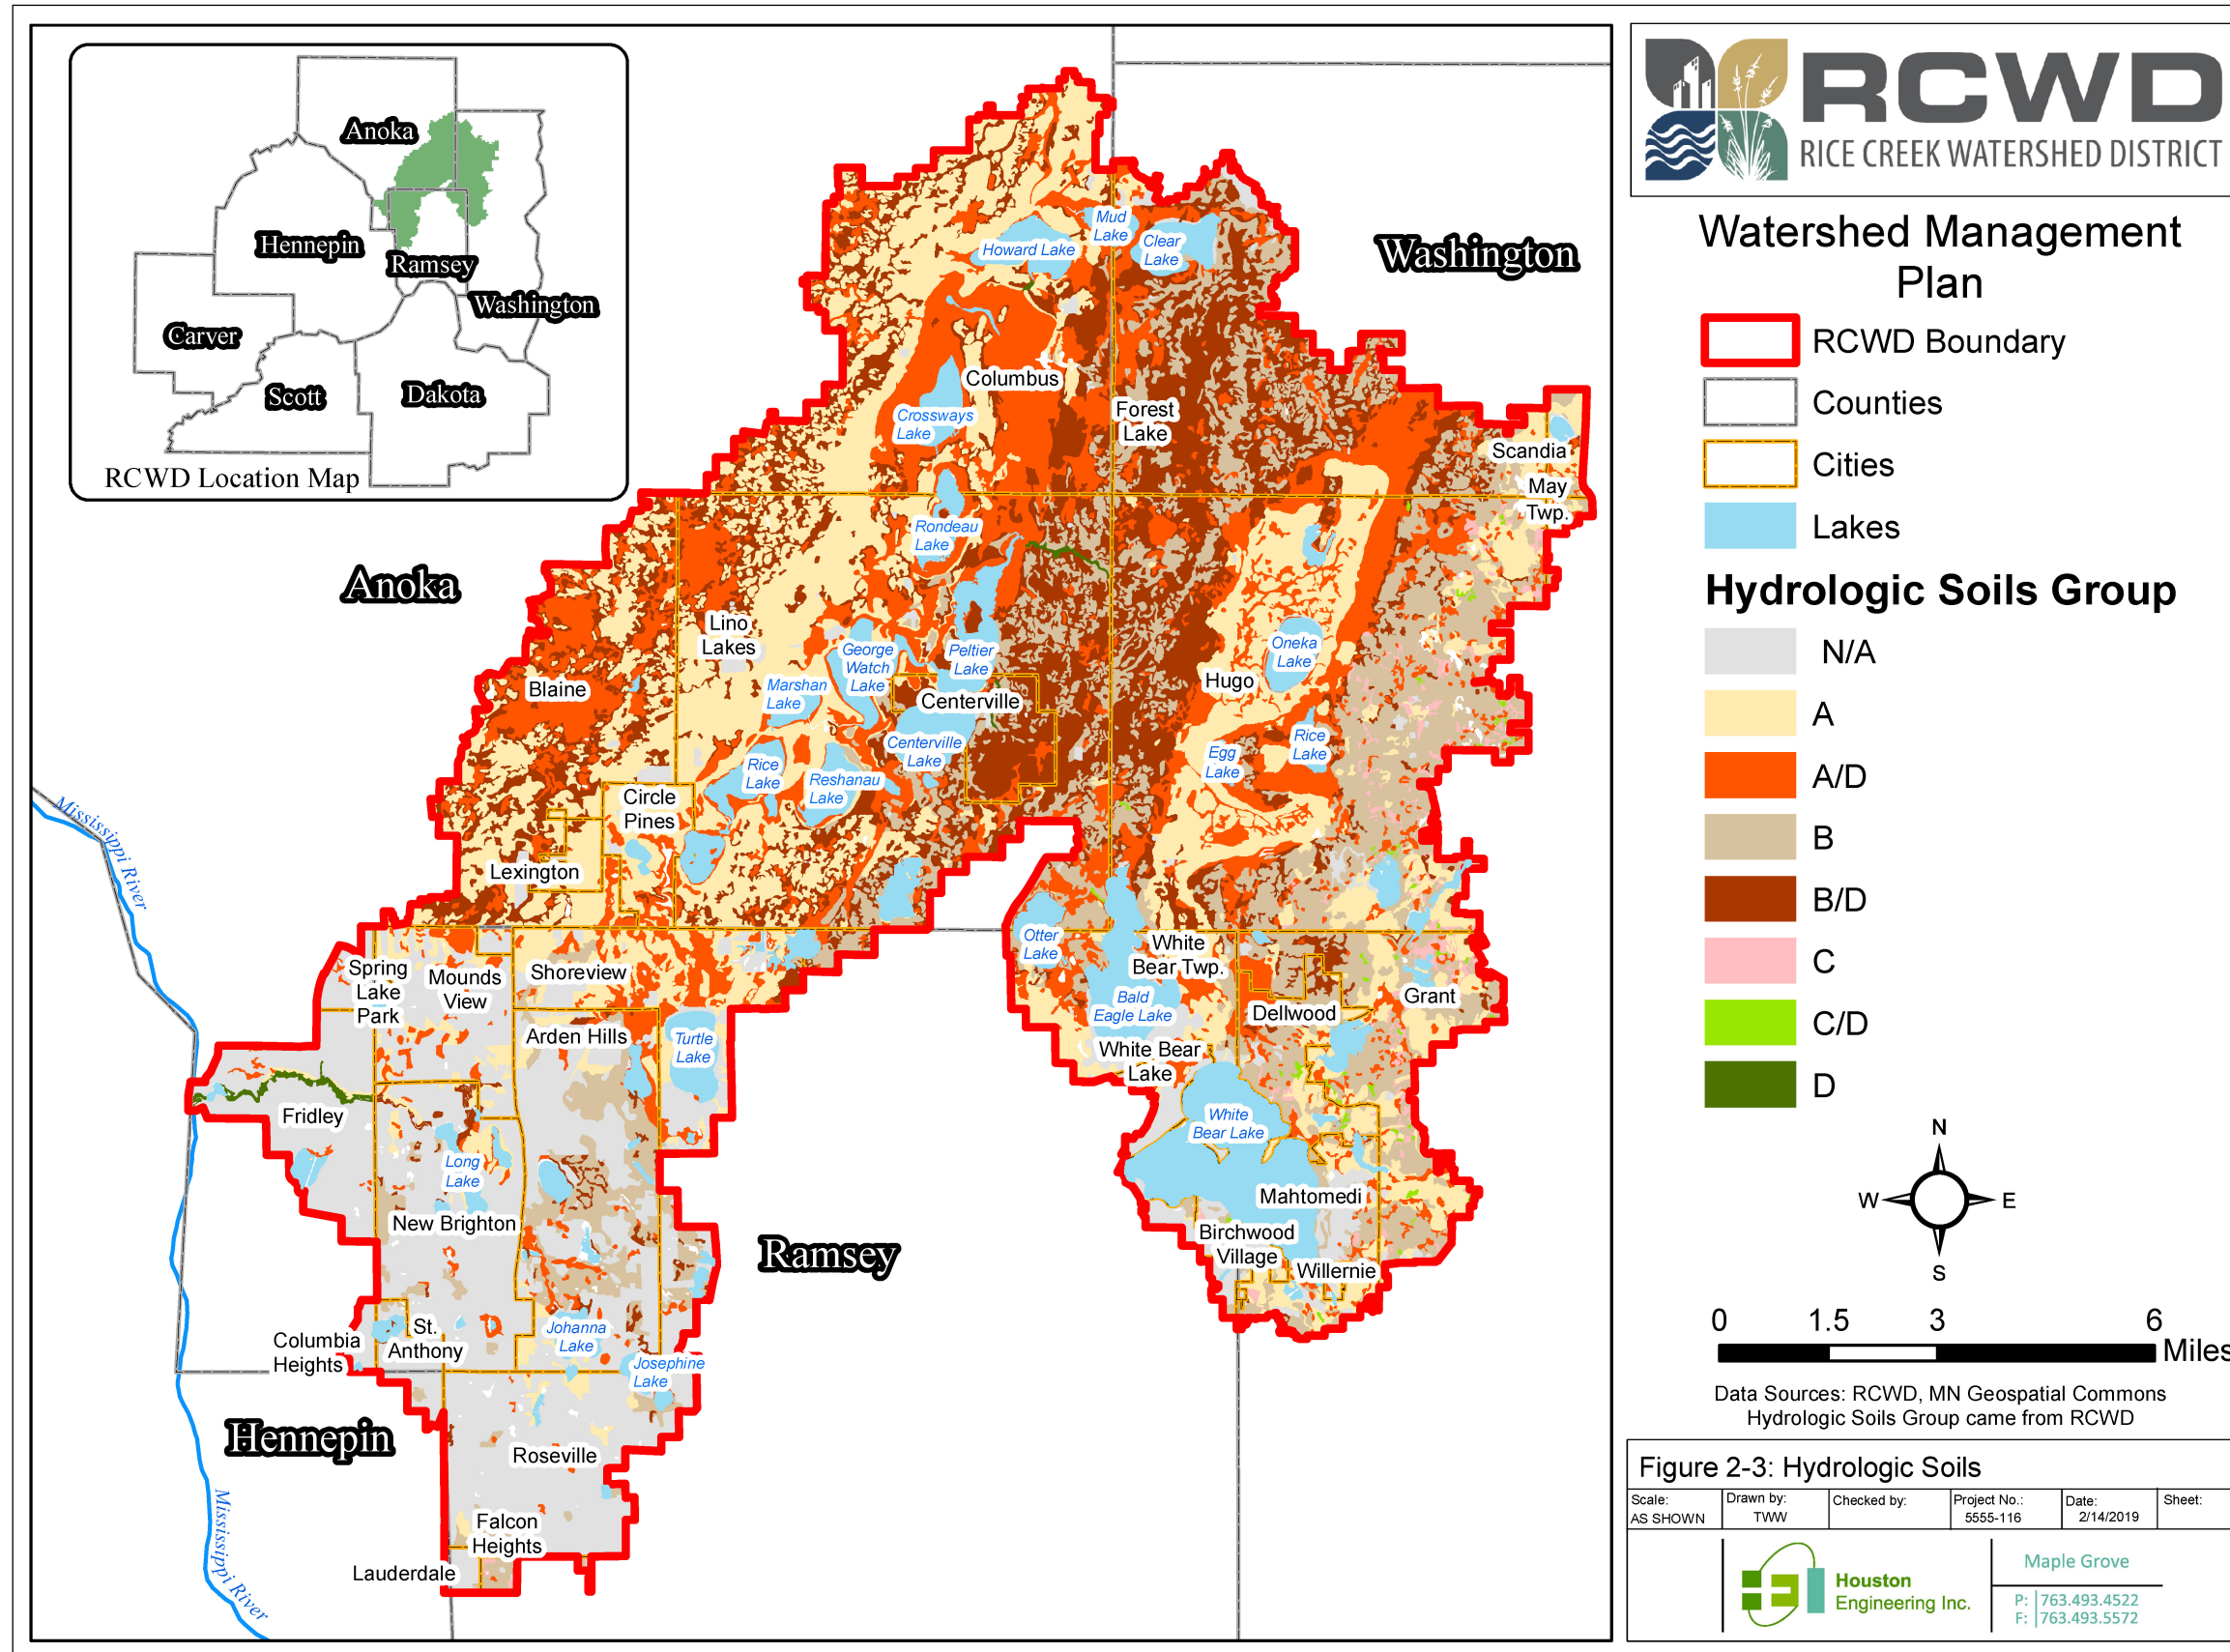 Anoka
Hennepin
Ramsey
Washington
Carver
Scott
Dakota
RCWD Location Map
Washington
Anoka
Ramsey
Hennepin
Mississippi River
Mississippi River
Mud
Lake
Howard Lake
Clear
Lake
Columbus
Crossways
Lake
Forest
Lake
Scandia
May
Twp.
Rondeau
Lake
Lino
Lakes
George
Watch
Lake
Peltier
Lake
Oneka
Lake
Blaine
Marshan
Lake
Centerville
Hugo
Centerville
Lake
Egg
Lake
Rice
Lake
Rice
Lake
Reshanau
Lake
Circle
Pines
Lexington
Otter
Lake
White
Bear Twp.
Spring
Lake
Park
Mounds
View
Shoreview
Bald
Eagle Lake
Dellwood
Grant
Arden Hills
Turtle
Lake
White Bear
Lake
Fridley
White
Bear Lake
Long
Lake
Mahtomedi
New Brighton
Birchwood
Village
Willernie
Columbia
Heights
St.
Anthony
Johanna
Lake
Josephine
Lake
Roseville
Falcon
Heights
Lauderdale
RCWD
RICE CREEK WATERSHED DISTRICT
Watershed Management
Plan
RCWD Boundary
Counties
Cities
Lakes
Hydrologic Soils Group
N/A
A
A/D
B
B/D
C
C/D
D
N
W E
S
0 1.5 3 6
Miles
Data Sources: RCWD, MN Geospatial Commons
Hydrologic Soils Group came from RCWD
Figure 2-3: Hydrologic Soils
Scale: Drawn by: Checked by: Project No.: Date: Sheet:
AS SHOWN TWW 5555-116 2/14/2019
Houston
Engineering Inc.
Maple Grove
P: 763.493.4522
F: 763.493.5572